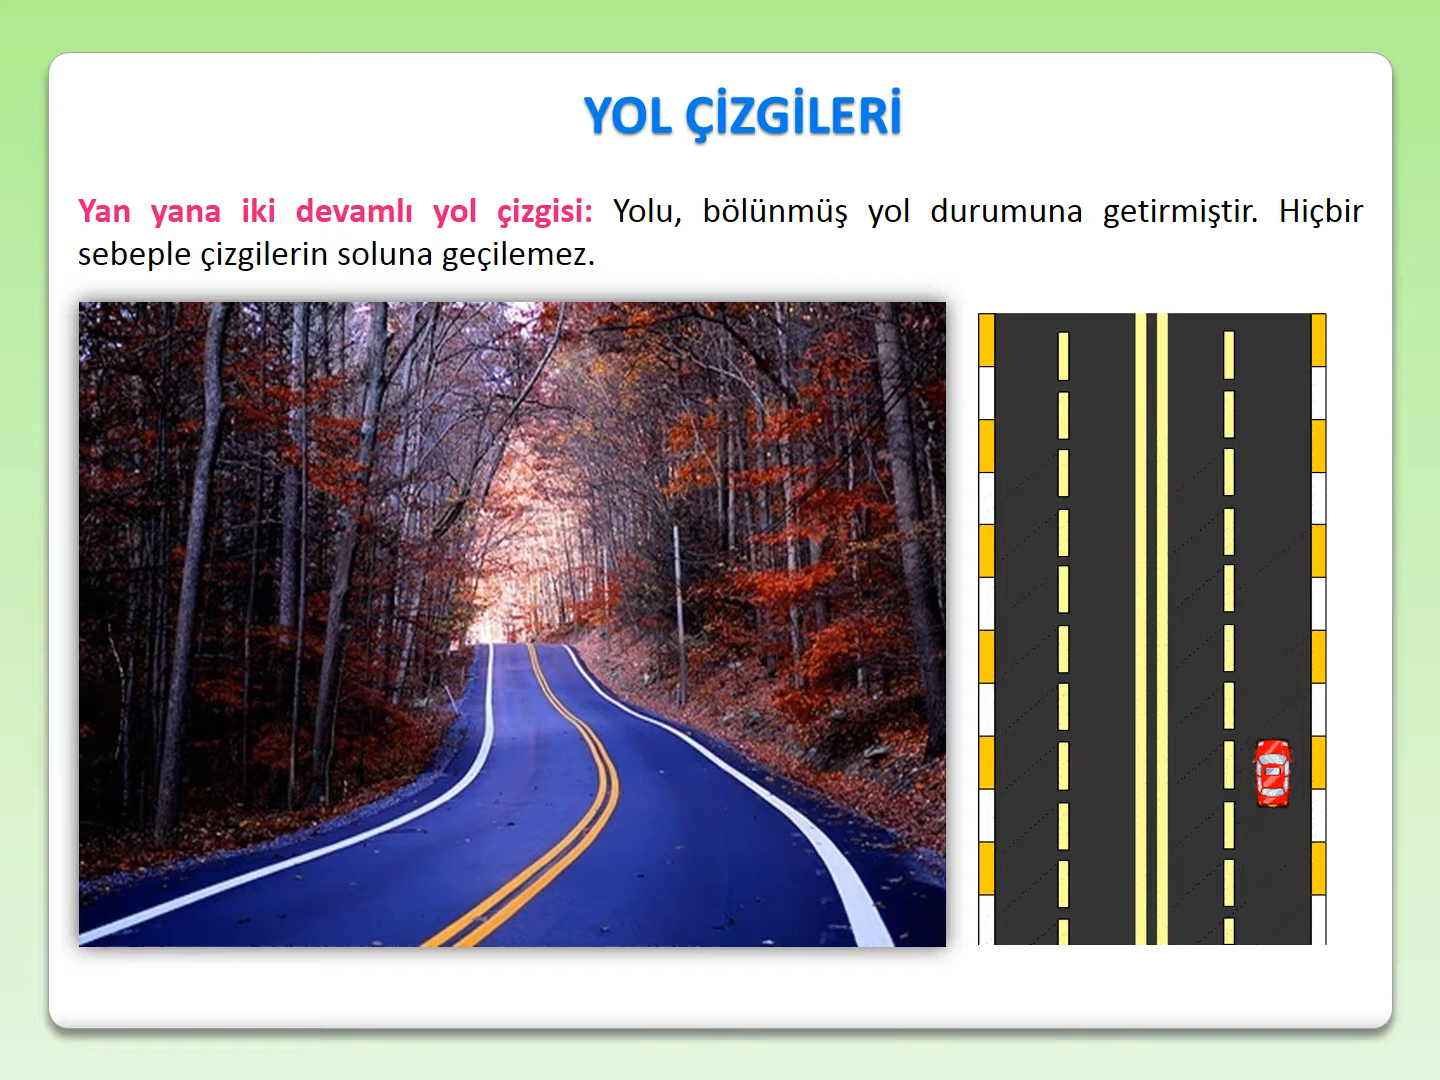 YOL ÇİZGİLERİ
Yan yana iki devamlı yol çizgisi: Yolu, bölünmüş yol durumuna getirmiştir. Hiçbir
sebeple çizgilerin soluna geçilemez.